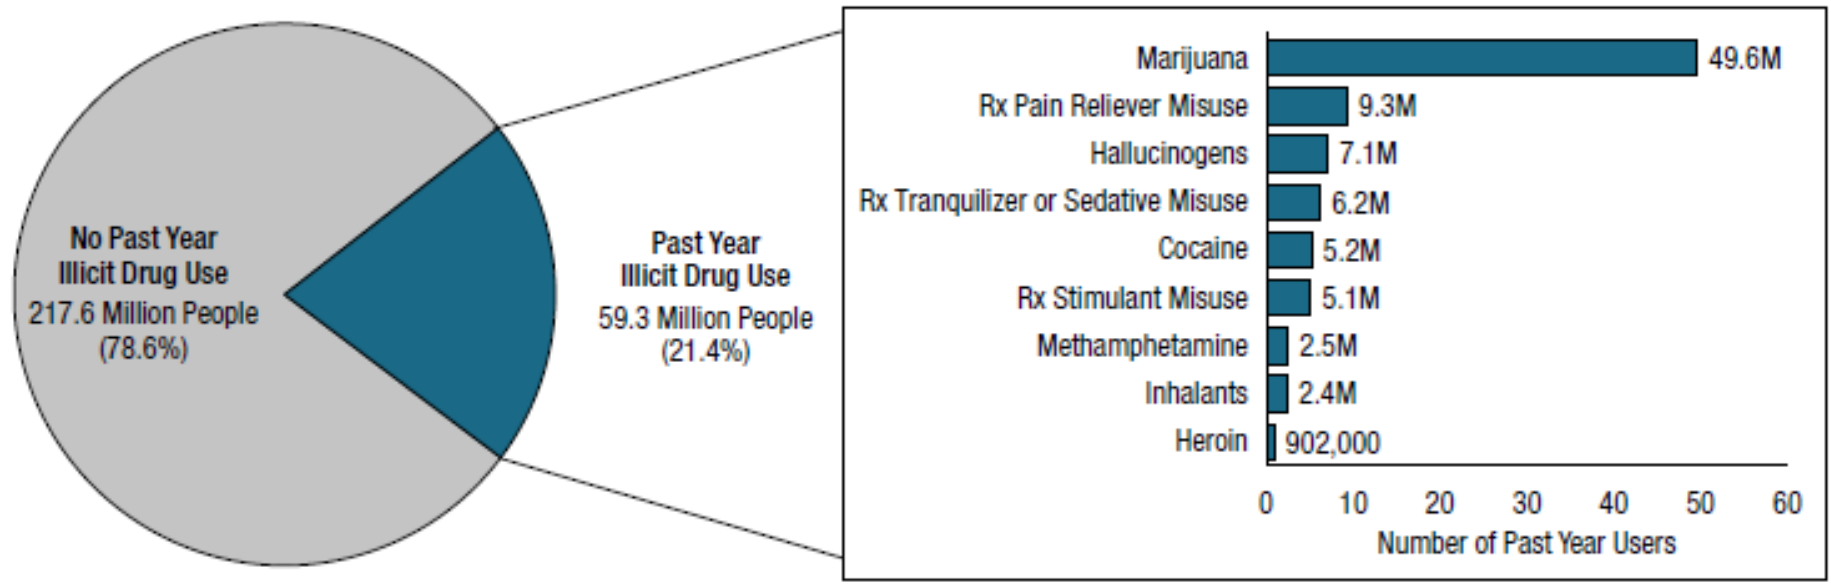 No Past Year
Illicit Drug Use
217.6 Million People
(78.6%)
Past Year
Illicit Drug Use
59.3 Million People
(21.4%)
Marijuana 49.6M
Rx Pain Reliever Misuse 9.3M
Hallucinogens 7.1M
Rx Tranquilizer or Sedative Misuse 6.2M
Cocaine 5.2M
Rx Stimulant Misuse 5.1M
Methamphetamine 2.5M
Inhalants 2.4M
Heroin 902,000
0 10 20 30 40 50 60
Number of Past Year Users